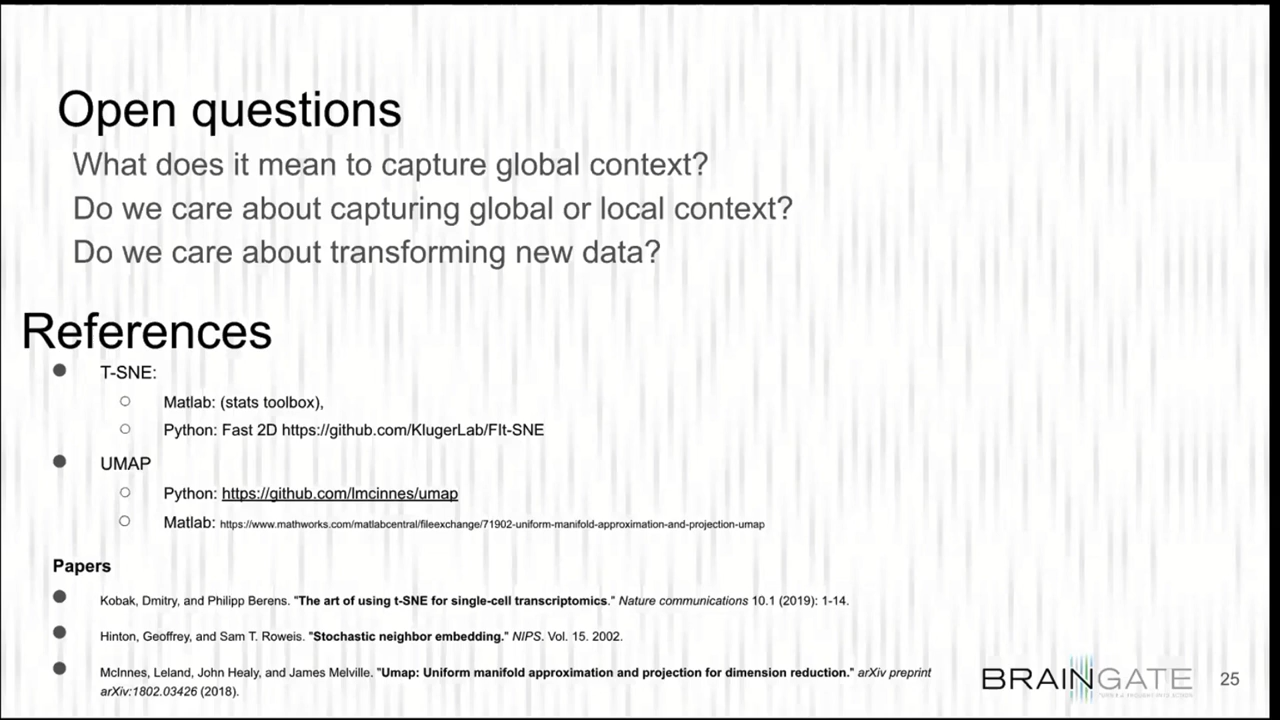 Open questions
What does it mean to capture global context?
Do we care about capturing global or local context?
Do we care about transforming new data?
References
T-SNE:
Matlab: (stats toolbox),
Python: Fast 2D https://github.com/KlugerLab/FIt-SNE
UMAP
Python: https://github.com/lmcinnes/umap
Matlab: https://www.mathworks.com/matlabcentral/fileexchange/71902-uniform-manifold-approximation-and-projection-umap
Papers
Kobak, Dmitry, and Philipp Berens. "The art of using t-SNE for single-cell transcriptomics." Nature communications 10.1 (2019): 1-14.
Hinton, Geoffrey, and Sam T. Roweis. "Stochastic neighbor embedding." NIPS. Vol. 15. 2002.
McInnes, Leland, John Healy, and James Melville. "Umap: Uniform manifold approximation and projection for dimension reduction." arXiv preprint
arXiv:1802.03426 (2018).
BRAINGATE
25